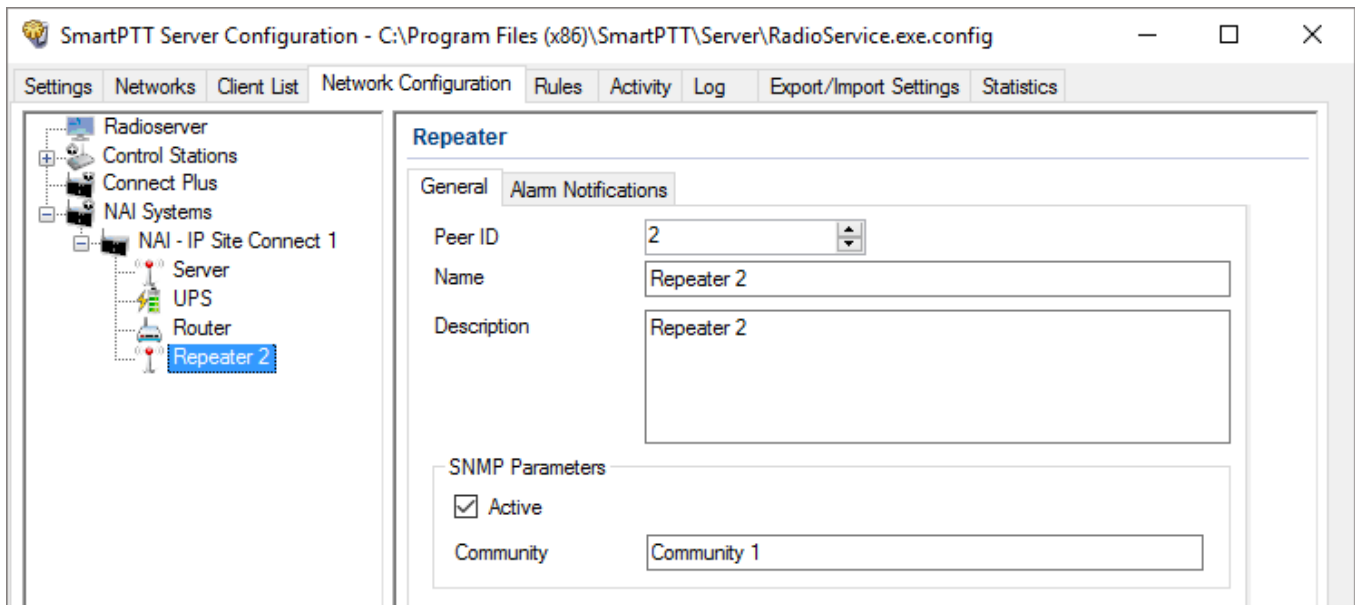 SmartPTT Server Configuration - C:\Program Files (x86)\SmartPTT\Server\RadioService.exe.config
Settings Networks Client List Network Configuration Rules Activity Log Export/Import Settings Statistics
Radioserver
Control Stations
Connect Plus
NAI Systems
NAI - IP Site Connect 1
Server
UPS
Router
Repeater 2
Repeater
General Alarm Notifications
Peer ID 2
Name Repeater 2
Description Repeater 2
SNMP Parameters
Active
Community Community 1